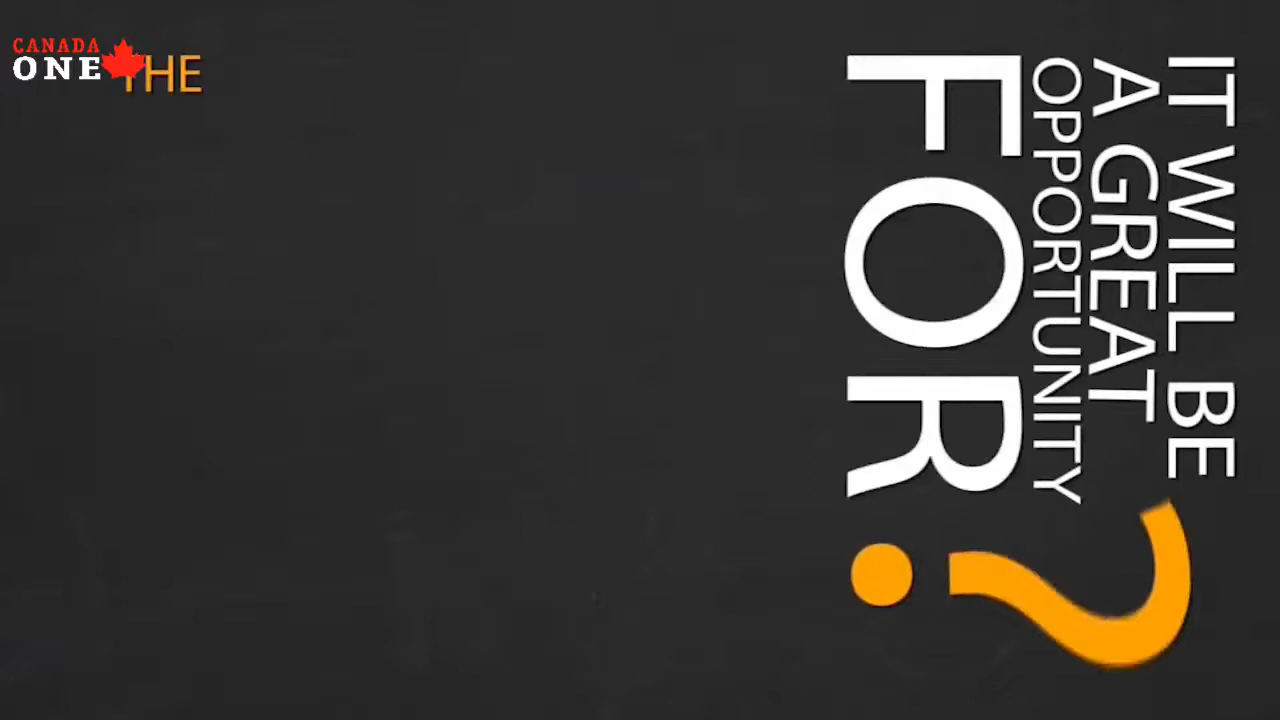 CANADA
ONE
THE
IT WILL BE
A GREAT
OPPORTUNITY
FOR
?